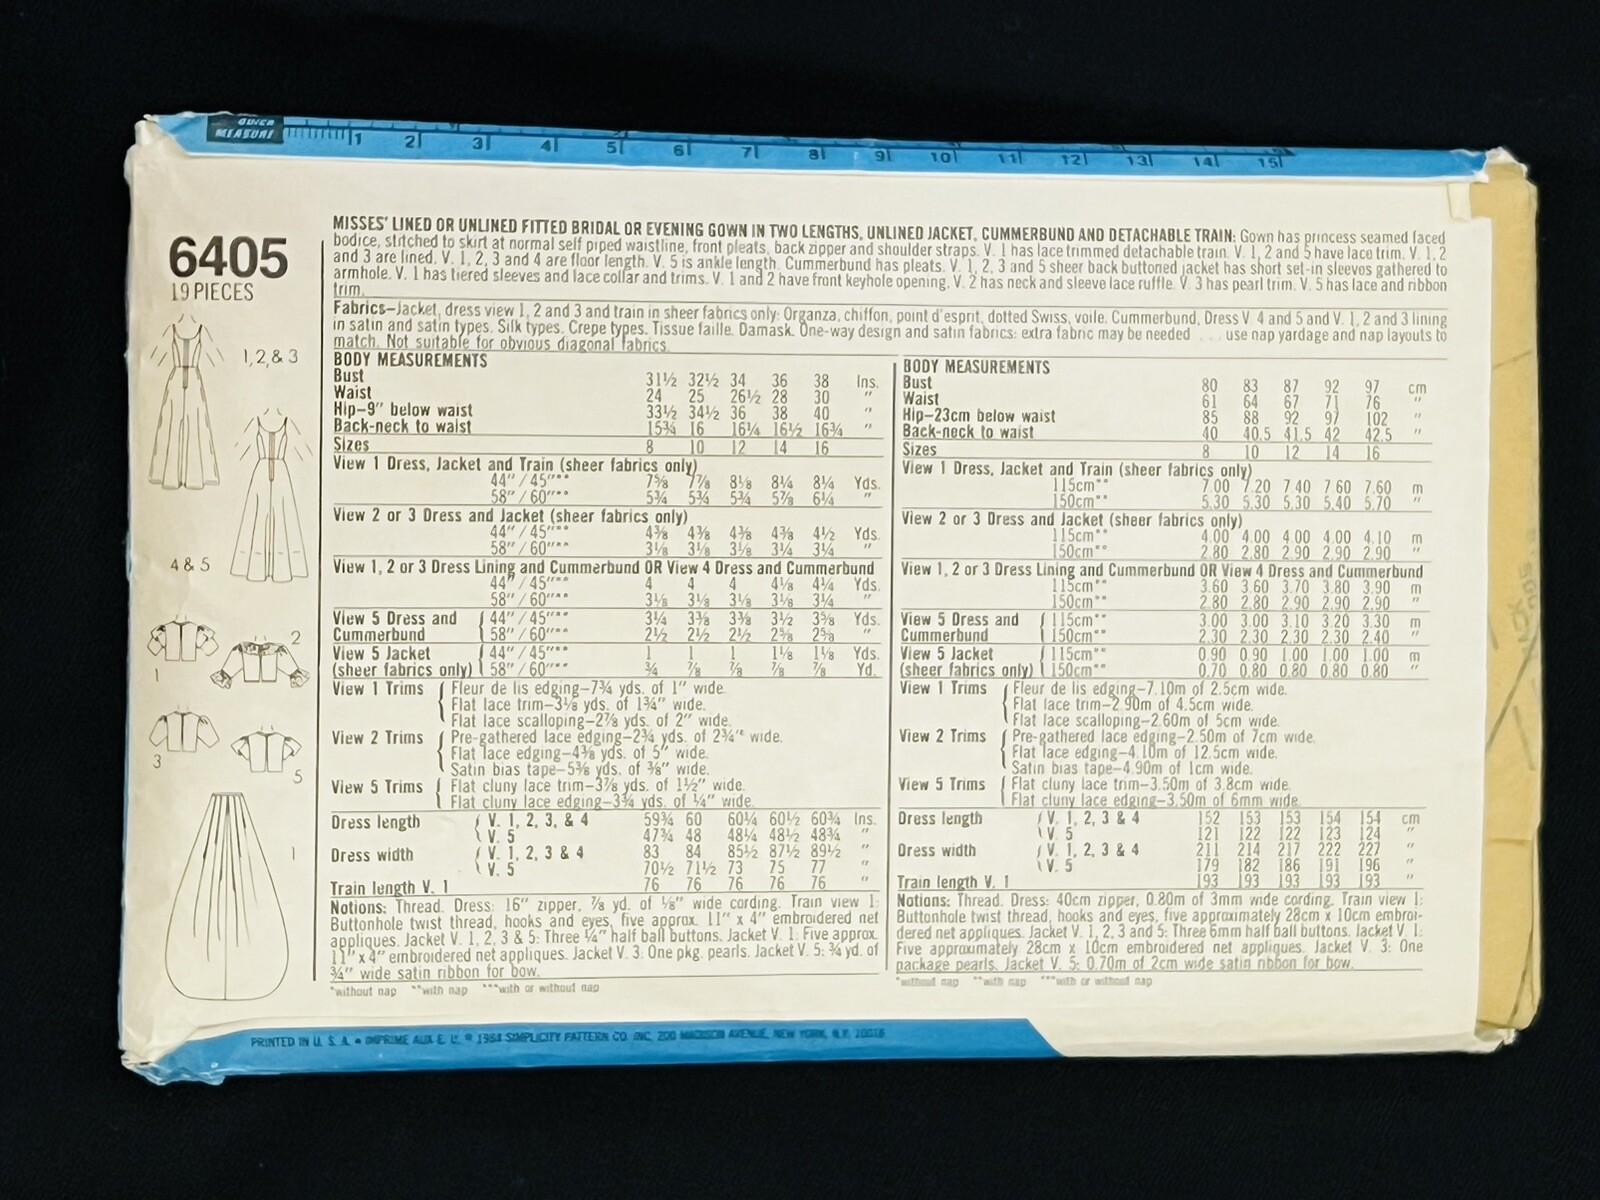 QUICK
MEASURE 1 2 3 4 5 6 7 8 9 10 11 12 13 14 15
6405
19 PIECES
1, 2, & 3
4 & 5
2
1
3
5
1
MISSES' LINED OR UNLINED FITTED BRIDAL OR EVENING GOWN IN TWO LENGTHS, UNLINED JACKET, CUMMERBUND AND DETACHABLE TRAIN: Gown has princess seamed faced
bodice, stitched to skirt at normal self piped waistline, front pleats, back zipper and shoulder straps. V. 1 has lace trimmed detachable train. V. 1, 2 and 5 have lace trim. V. 1, 2
and 3 are lined. V. 1, 2, 3 and 4 are floor length. V. 5 is ankle length. Cummerbund has pleats. V. 1, 2, 3 and 5 sheer back buttoned jacket has short set-in sleeves gathered to
armhole. V. 1 has tiered sleeves and lace collar and trims. V. 1 and 2 have front keyhole opening. V. 2 has neck and sleeve lace ruffle. V. 3 has pearl trim. V. 5 has lace and ribbon
trim.
Fabrics–Jacket, dress view 1, 2 and 3 and train in sheer fabrics only: Organza, chiffon, point d'esprit, dotted Swiss, voile. Cummerbund, Dress V. 4 and 5 and V. 1, 2 and 3 lining
in satin and satin types. Silk types. Crepe types. Tissue faille. Damask. One-way design and satin fabrics: extra fabric may be needed . . . use nap yardage and nap layouts to
match. Not suitable for obvious diagonal fabrics.
BODY MEASUREMENTS
Bust 31½ 32½ 34 36 38 Ins.
Waist 24 25 26½ 28 30 "
Hip–9" below waist 33½ 34½ 36 38 40 "
Back-neck to waist 15¾ 16 16¼ 16½ 16¾ "
Sizes 8 10 12 14 16
View 1 Dress, Jacket and Train (sheer fabrics only)
44"/45"** 7⅝ 7⅞ 8⅛ 8¼ 8¼ Yds.
58"/60"** 5¾ 5¾ 5¾ 5⅞ 6¼ "
View 2 or 3 Dress and Jacket (sheer fabrics only)
44"/45"** 4⅜ 4⅜ 4⅜ 4⅜ 4½ Yds.
58"/60"** 3⅛ 3⅛ 3⅛ 3¼ 3¼ "
View 1, 2 or 3 Dress Lining and Cummerbund OR View 4 Dress and Cummerbund
44"/45"** 4 4 4 4⅛ 4¼ Yds.
58"/60"** 3⅛ 3⅛ 3⅛ 3⅛ 3¼ "
View 5 Dress and 44"/45"** 3¼ 3⅜ 3⅜ 3½ 3⅝ Yds.
Cummerbund 58"/60"** 2½ 2½ 2½ 2⅝ 2⅝ "
View 5 Jacket 44"/45"** 1 1 1 1⅛ 1⅛ Yds.
(sheer fabrics only) 58"/60"** ¾ ⅞ ⅞ ⅞ ⅞ Yd.
View 1 Trims Fleur de lis edging–7¾ yds. of 1" wide.
Flat lace trim–3⅛ yds. of 1¾" wide.
Flat lace scalloping–2⅞ yds. of 2" wide.
View 2 Trims Pre-gathered lace edging–2¾ yds. of 2¾" wide.
Flat lace edging–4⅜ yds. of 5" wide.
Satin bias tape–5⅜ yds. of ⅜" wide.
View 5 Trims Flat cluny lace trim–3⅞ yds. of 1½" wide.
Flat cluny lace edging–3¾ yds. of ¼" wide.
Dress length V. 1, 2, 3, & 4 59¾ 60 60¼ 60½ 60¾ Ins.
V. 5 47¾ 48 48¼ 48½ 48¾ "
Dress width V. 1, 2, 3 & 4 83 84 85½ 87½ 89½ "
V. 5 70½ 71½ 73 75 77 "
Train length V. 1 76 76 76 76 76 "
Notions: Thread. Dress: 16" zipper, ⅞ yd. of ⅛" wide cording. Train view 1:
Buttonhole twist thread, hooks and eyes, five approx. 11" x 4" embroidered net
appliques. Jacket V. 1, 2, 3 & 5: Three ¼" half ball buttons. Jacket V. 1: Five approx.
11" x 4" embroidered net appliques. Jacket V. 3: One pkg. pearls. Jacket V. 5: ¾ yd. of
¾" wide satin ribbon for bow.
*without nap **with nap ***with or without nap
BODY MEASUREMENTS
Bust 80 83 87 92 97 cm
Waist 61 64 67 71 76 "
Hip–23cm below waist 85 88 92 97 102 "
Back-neck to waist 40 40.5 41.5 42 42.5 "
Sizes 8 10 12 14 16
View 1 Dress, Jacket and Train (sheer fabrics only)
115cm** 7.00 7.20 7.40 7.60 7.60 m
150cm** 5.30 5.30 5.30 5.40 5.70 "
View 2 or 3 Dress and Jacket (sheer fabrics only)
115cm** 4.00 4.00 4.00 4.00 4.10 m
150cm** 2.80 2.80 2.90 2.90 2.90 "
View 1, 2 or 3 Dress Lining and Cummerbund OR View 4 Dress and Cummerbund
115cm** 3.60 3.60 3.70 3.80 3.90 m
150cm** 2.80 2.80 2.90 2.90 2.90 "
View 5 Dress and 115cm** 3.00 3.00 3.10 3.20 3.30 m
Cummerbund 150cm** 2.30 2.30 2.30 2.30 2.40 "
View 5 Jacket 115cm** 0.90 0.90 1.00 1.00 1.00 m
(sheer fabrics only) 150cm** 0.70 0.80 0.80 0.80 0.80 "
View 1 Trims Fleur de lis edging–7.10m of 2.5cm wide.
Flat lace trim–2.90m of 4.5cm wide.
Flat lace scalloping–2.60m of 5cm wide.
View 2 Trims Pre-gathered lace edging–2.50m of 7cm wide.
Flat lace edging–4.10m of 12.5cm wide.
Satin bias tape–4.90m of 1cm wide.
View 5 Trims Flat cluny lace trim–3.50m of 3.8cm wide.
Flat cluny lace edging–3.50m of 6mm wide.
Dress length V. 1, 2, 3 & 4 152 153 153 154 154 cm
V. 5 121 122 122 123 124 "
Dress width V. 1, 2, 3 & 4 211 214 217 222 227 "
V. 5 179 182 186 191 196 "
Train length V. 1 193 193 193 193 193 "
Notions: Thread. Dress: 40cm zipper, 0.80m of 3mm wide cording. Train view 1:
Buttonhole twist thread, hooks and eyes, five approximately 28cm x 10cm embroi-
dered net appliques. Jacket V. 1, 2, 3 and 5: Three 6mm half ball buttons. Jacket V. 1:
Five approximately 28cm x 10cm embroidered net appliques. Jacket V. 3: One
package pearls. Jacket V. 5: 0.70m of 2cm wide satin ribbon for bow.
*without nap **with nap ***with or without nap
PRINTED IN U. S. A. • IMPRIME AUX E. U. © 1984 SIMPLICITY PATTERN CO. INC. 200 MADISON AVENUE, NEW YORK, N.Y. 10016